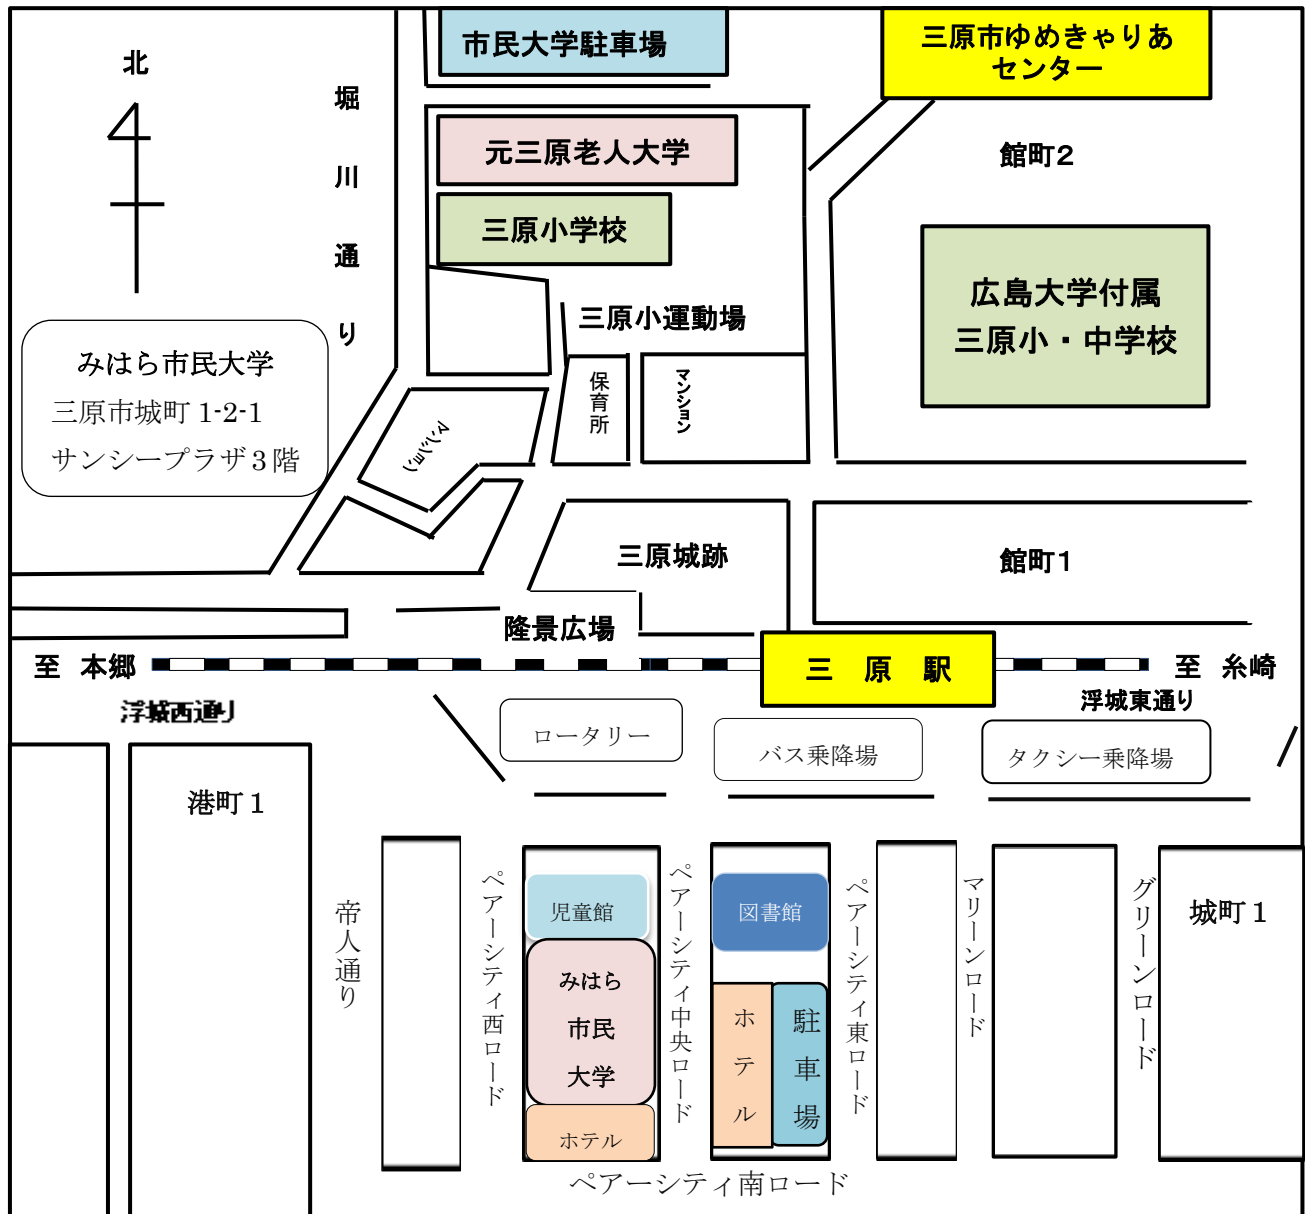 市民大学駐車場
三原市ゆめきゃりあ
センター
北
堀川通り
元三原老人大学
館町2
三原小学校
広島大学付属
三原小・中学校
三原小運動場
みはら市民大学
三原市城町 1-2-1
サンシープラザ3階
保育所
マンション
マンション
三原城跡
館町1
隆景広場
至 本郷
三 原 駅
至 糸崎
浮城西通り
浮城東通り
ロータリー
バス乗降場
タクシー乗降場
港町1
帝人通り
ペアーシティ西ロード
児童館
みはら
市民
大学
ホテル
ペアーシティ中央ロード
図書館
ホテル
駐車場
ペアーシティ東ロード
マリーンロード
グリーンロード
城町1
ペアーシティ南ロード